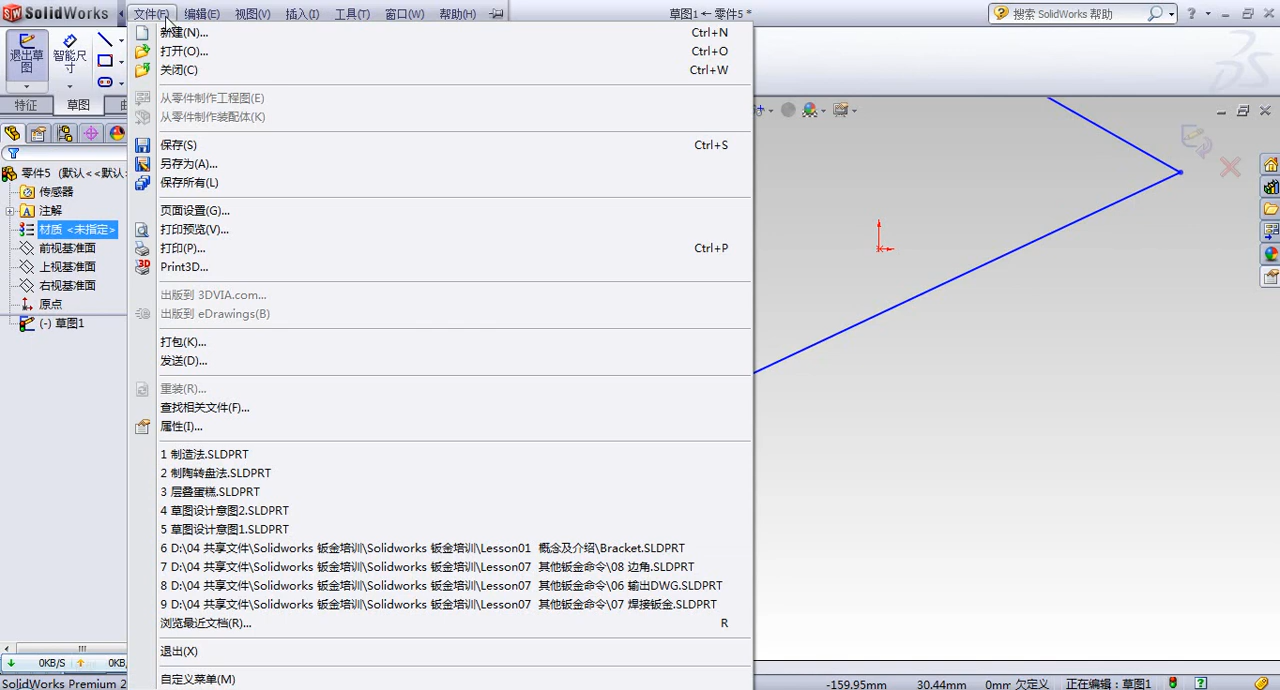 SolidWorks 文件(F) 编辑(E) 视图(V) 插入(I) 工具(T) 窗口(W) 帮助(H) 草图1 ← 零件5 * 搜索 SolidWorks 帮助
退出草图
智能尺寸
特征 草图
零件5 (默认<<默认
传感器
注解
材质 <未指定>
前视基准面
上视基准面
右视基准面
原点
(-) 草图1
新建(N)... Ctrl+N
打开(O)... Ctrl+O
关闭(C) Ctrl+W
从零件制作工程图(E)
从零件制作装配体(K)
保存(S) Ctrl+S
另存为(A)...
保存所有(L)
页面设置(G)...
打印预览(V)...
打印(P)... Ctrl+P
Print3D...
出版到 3DVIA.com...
出版到 eDrawings(B)
打包(K)...
发送(D)...
重装(R)...
查找相关文件(F)...
属性(I)...
1 制造法.SLDPRT
2 制陶转盘法.SLDPRT
3 层叠蛋糕.SLDPRT
4 草图设计意图2.SLDPRT
5 草图设计意图1.SLDPRT
6 D:\04 共享文件\Solidworks 钣金培训\Solidworks 钣金培训\Lesson01 概念及介绍\Bracket.SLDPRT
7 D:\04 共享文件\Solidworks 钣金培训\Solidworks 钣金培训\Lesson07 其他钣金命令\08 边角.SLDPRT
8 D:\04 共享文件\Solidworks 钣金培训\Solidworks 钣金培训\Lesson07 其他钣金命令\06 输出DWG.SLDPRT
9 D:\04 共享文件\Solidworks 钣金培训\Solidworks 钣金培训\Lesson07 其他钣金命令\07 焊接钣金.SLDPRT
浏览最近文档(R)... R
退出(X)
自定义菜单(M)
0KB/S 0KB/
SolidWorks Premium 2
-159.95mm 30.44mm 0mm 欠定义 正在编辑：草图1